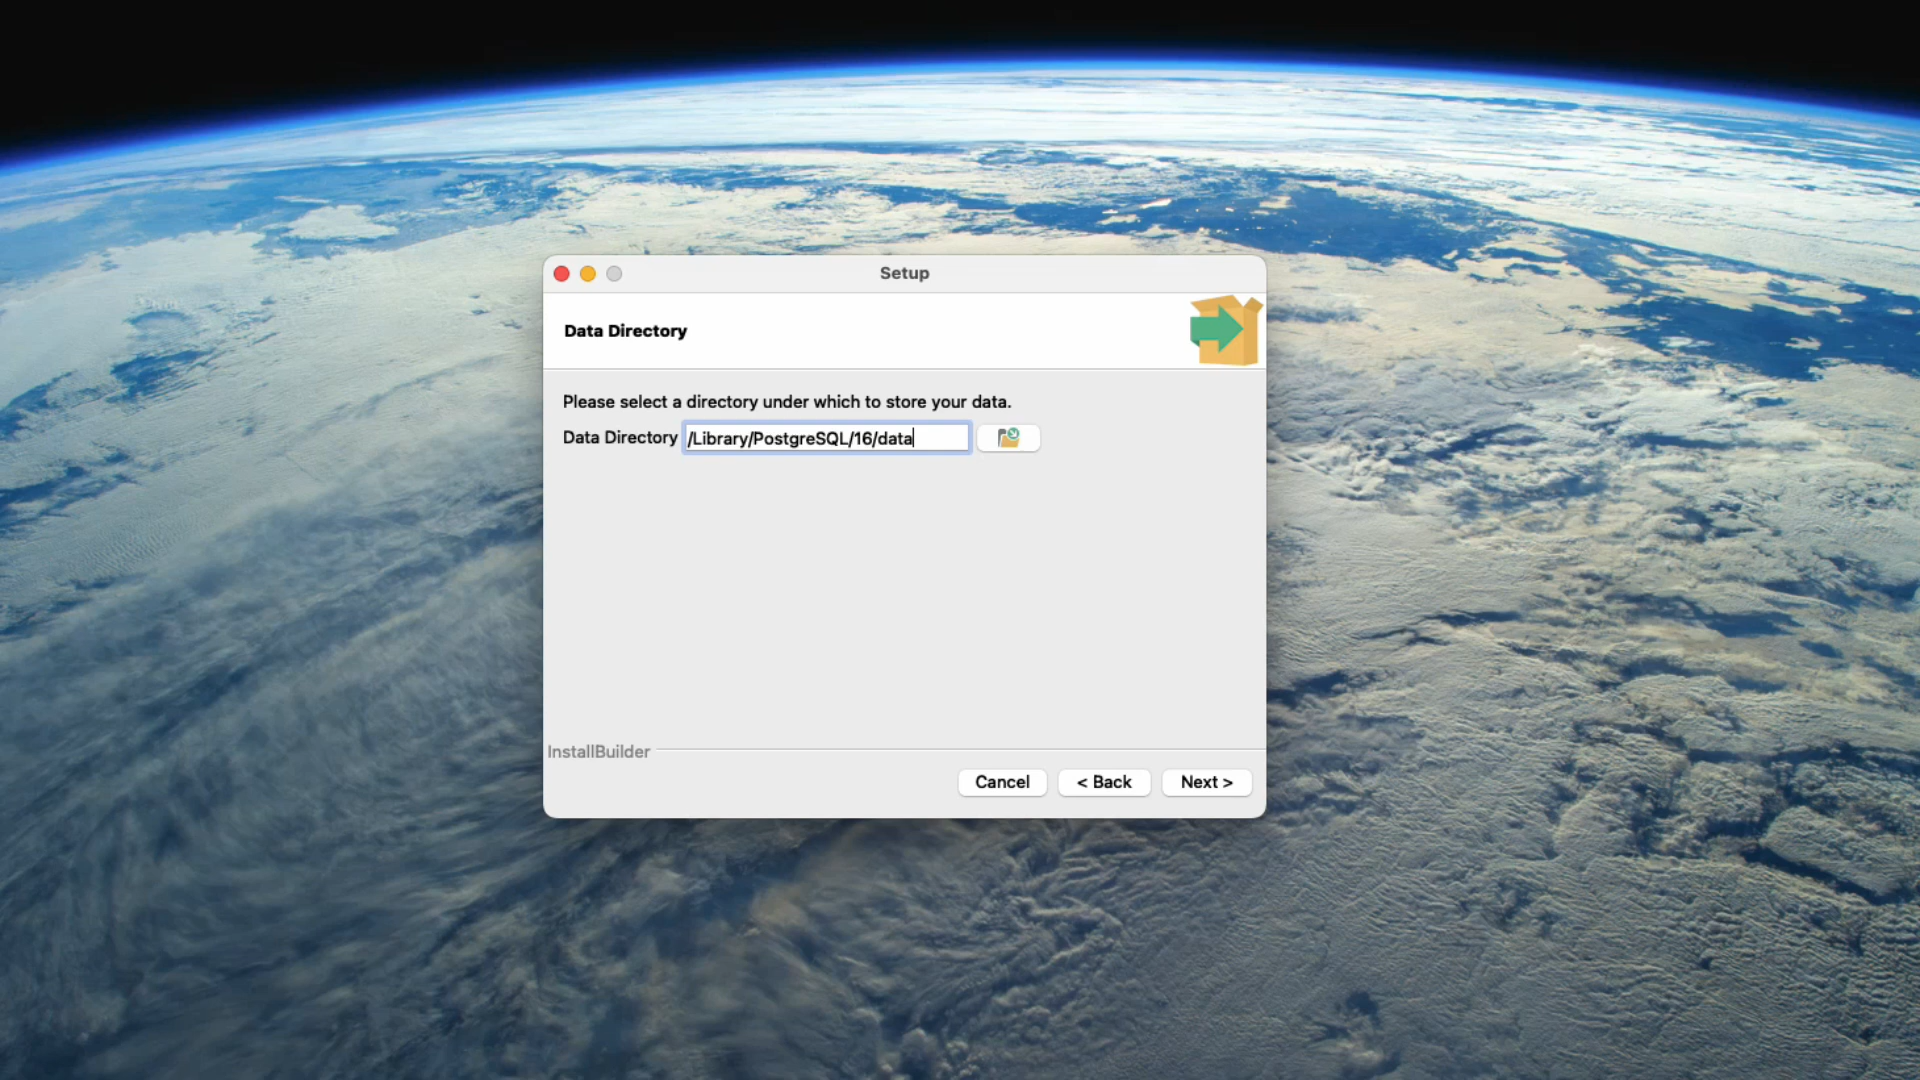 Setup
Data Directory
Please select a directory under which to store your data.
Data Directory /Library/PostgreSQL/16/data
InstallBuilder
Cancel < Back Next >